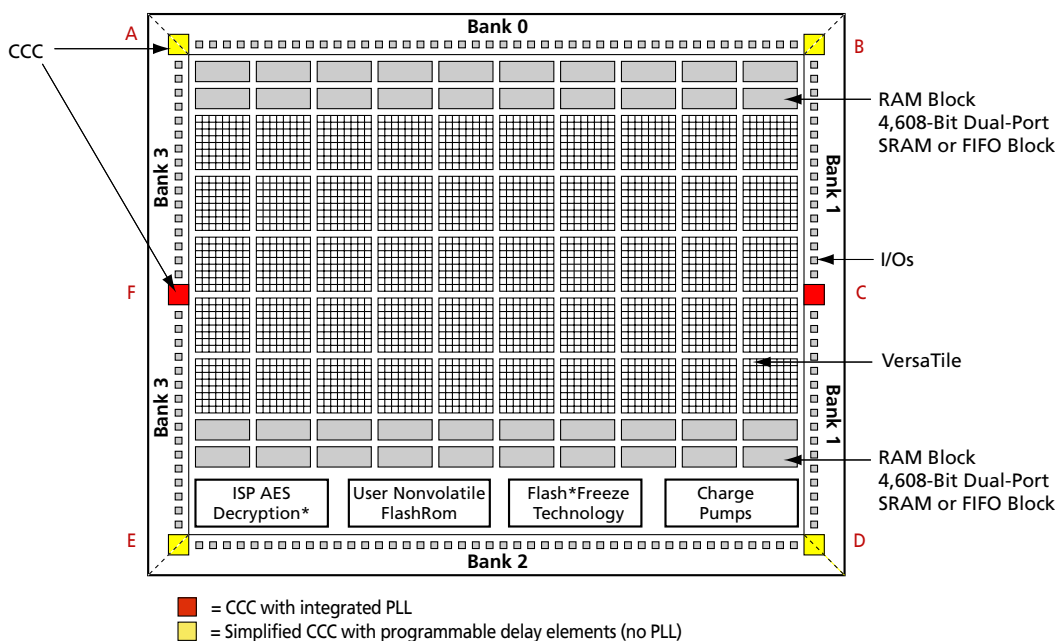 Bank 0
A
B
CCC
RAM Block
4,608-Bit Dual-Port
SRAM or FIFO Block
Bank 3
Bank 1
I/Os
F
C
VersaTile
Bank 3
Bank 1
RAM Block
4,608-Bit Dual-Port
SRAM or FIFO Block
ISP AES
Decryption*
User Nonvolatile
FlashRom
Flash*Freeze
Technology
Charge
Pumps
E
D
Bank 2
= CCC with integrated PLL
= Simplified CCC with programmable delay elements (no PLL)